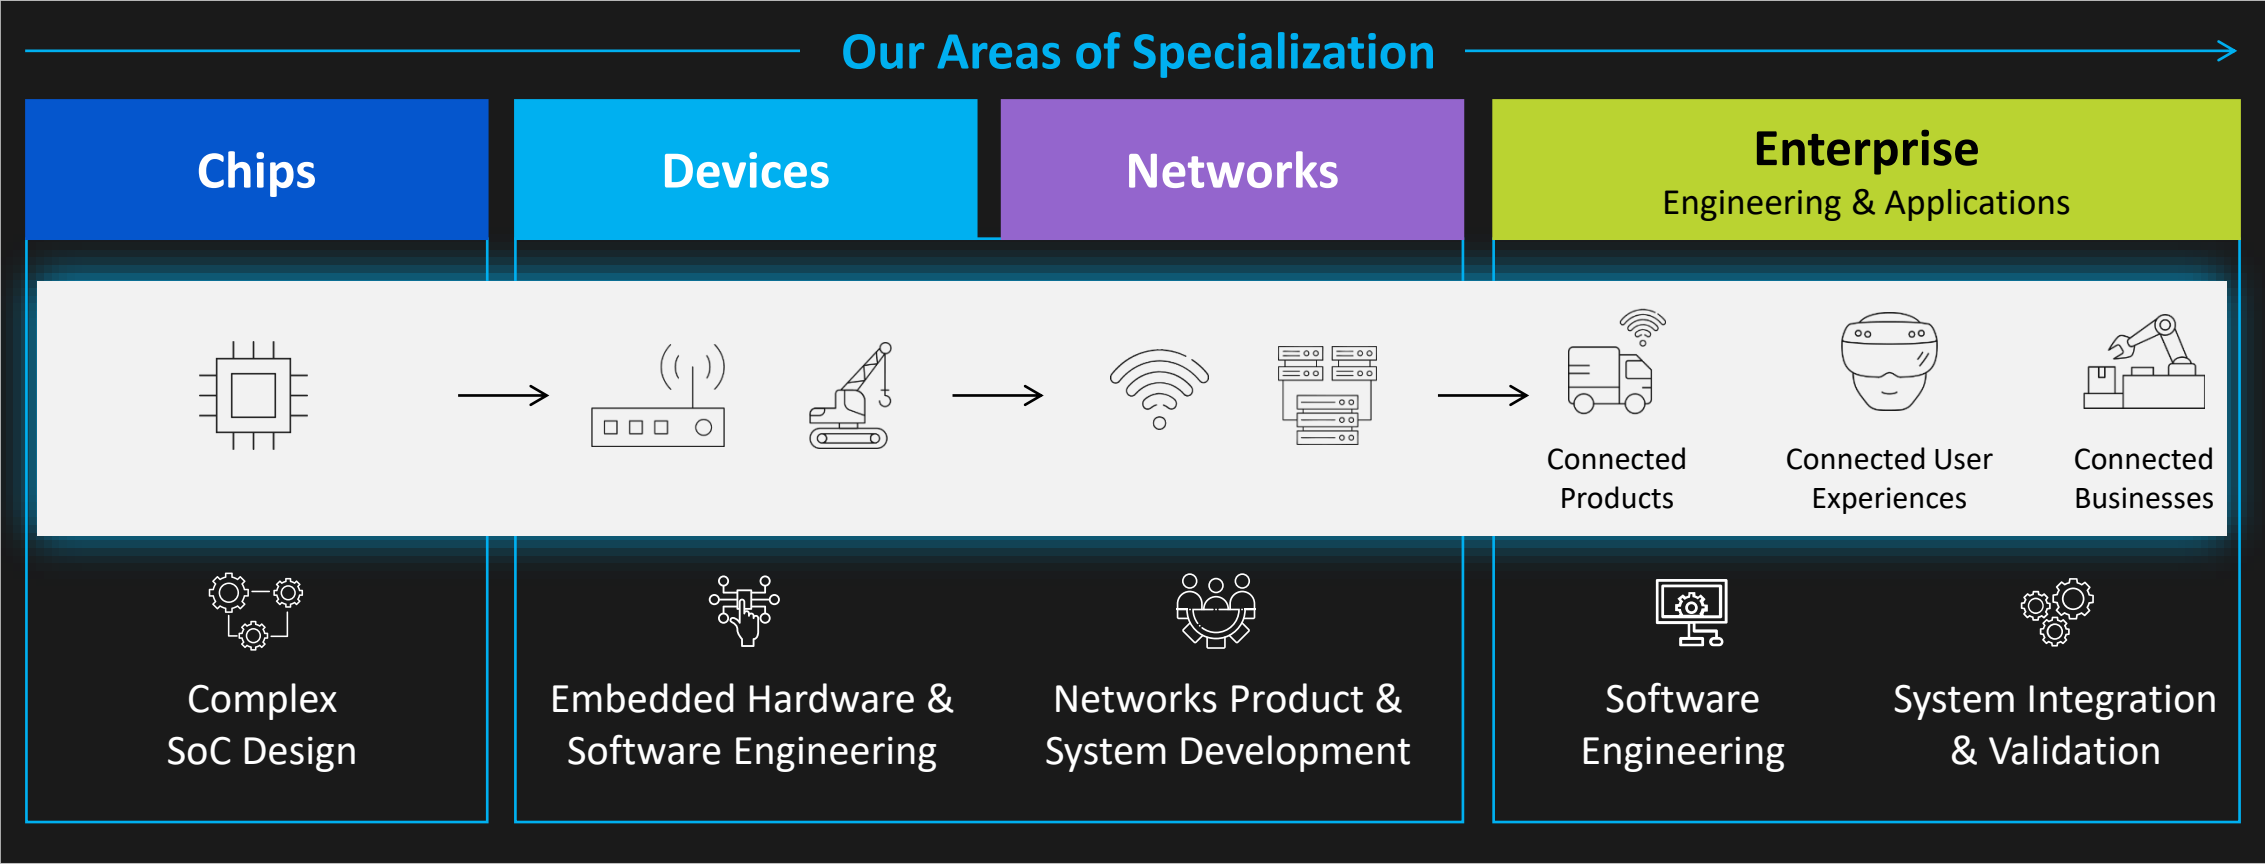 Our Areas of Specialization
Chips
Devices
Networks
Enterprise
Engineering & Applications
Connected
Products
Connected User
Experiences
Connected
Businesses
Complex
SoC Design
Embedded Hardware &
Software Engineering
Networks Product &
System Development
Software
Engineering
System Integration
& Validation